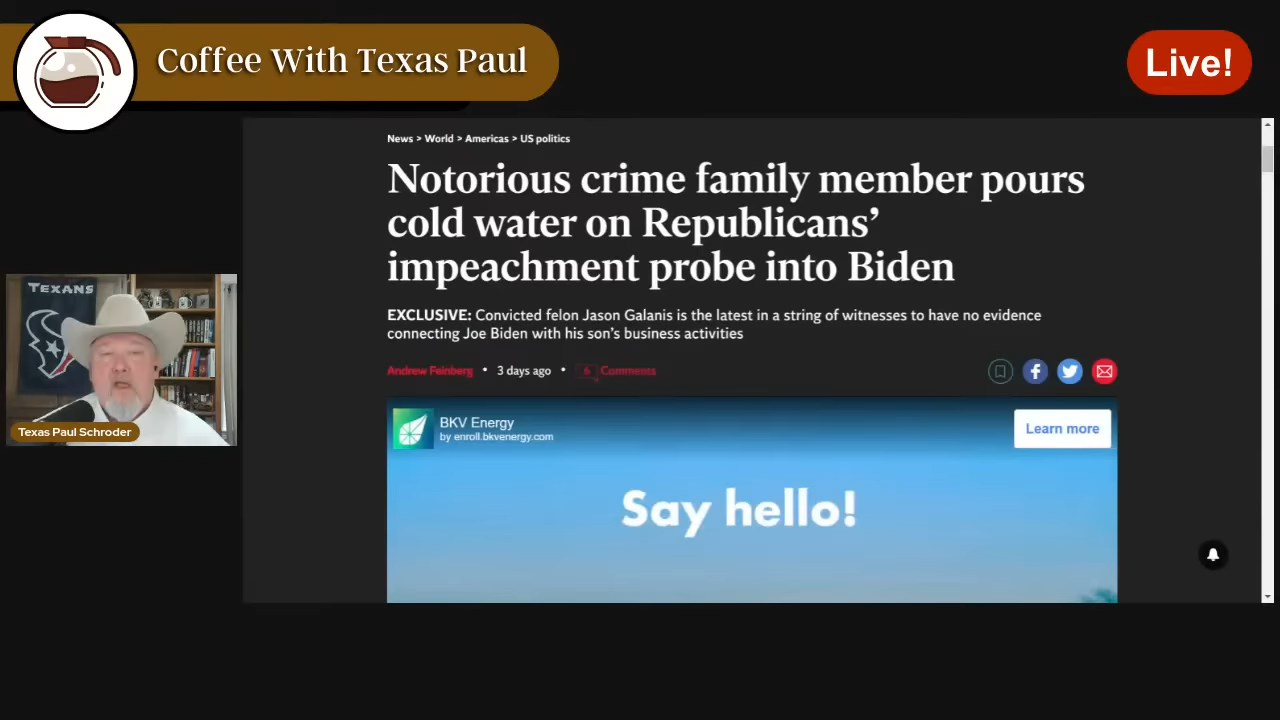 Coffee With Texas Paul
Live!
News > World > Americas > US politics
Notorious crime family member pours
cold water on Republicans’
impeachment probe into Biden
EXCLUSIVE: Convicted felon Jason Galanis is the latest in a string of witnesses to have no evidence
connecting Joe Biden with his son’s business activities
Andrew Feinberg • 3 days ago • 6 Comments
BKV Energy
by enroll.bkvenergy.com
Learn more
Say hello!
TEXANS
Texas Paul Schroder